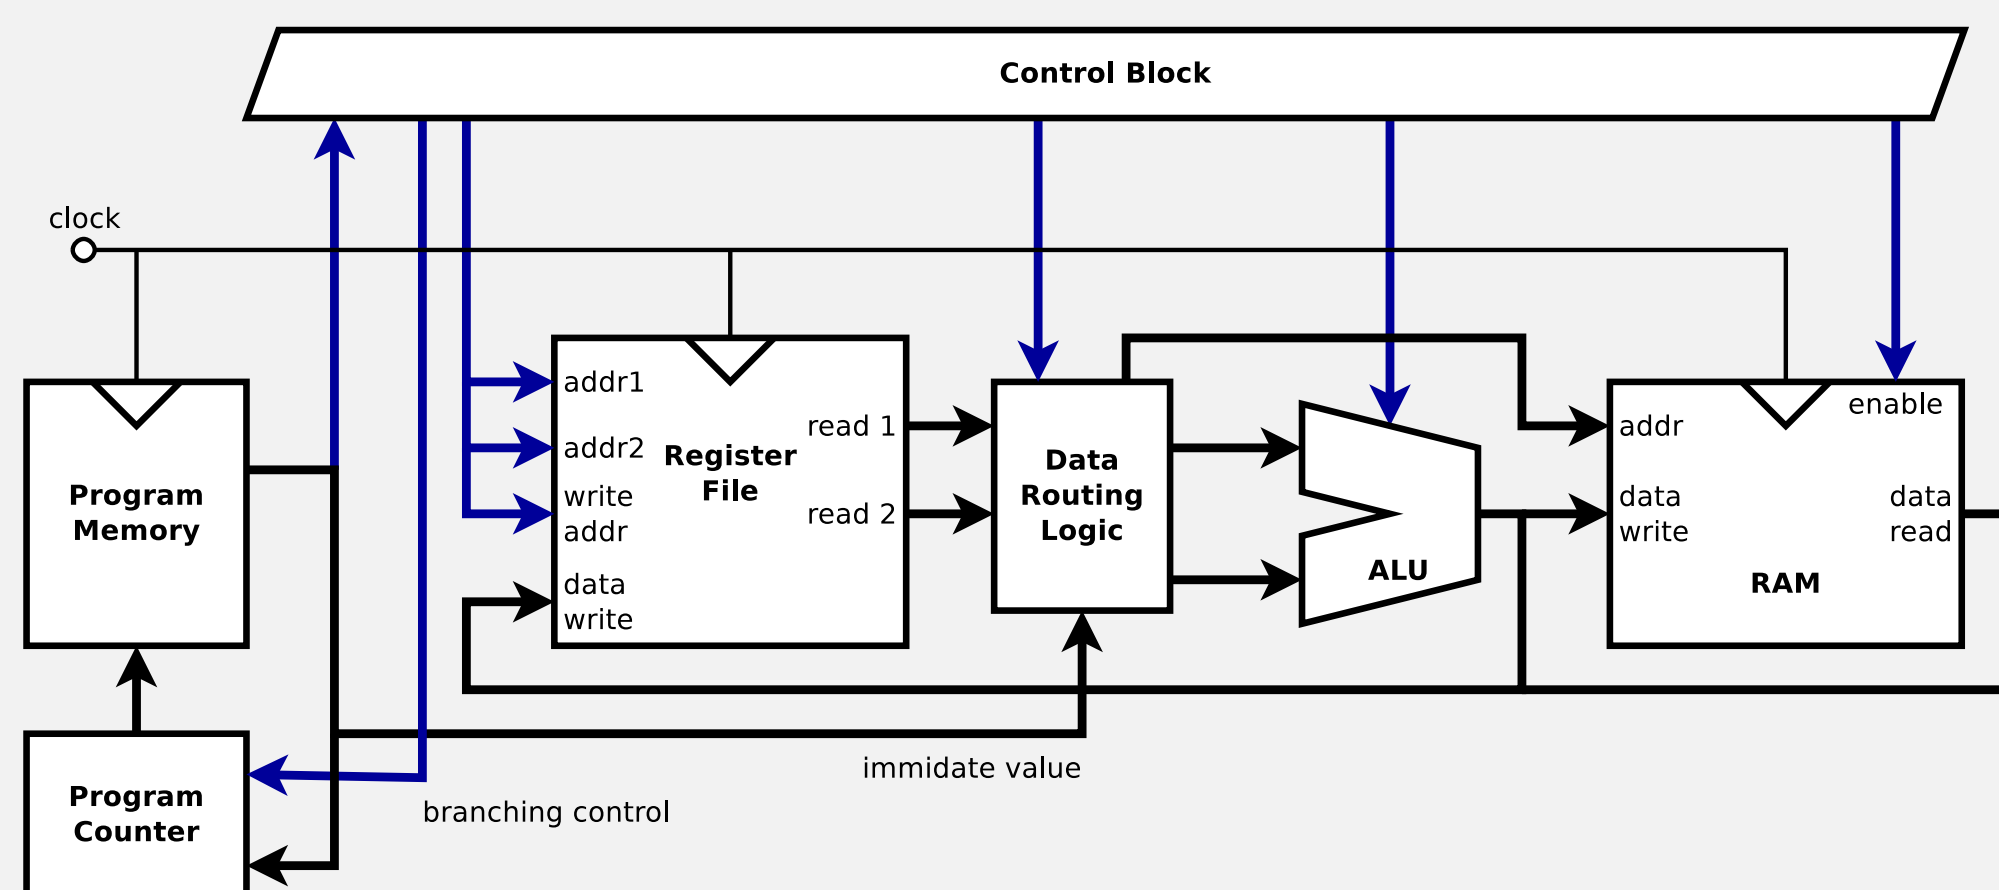 Control Block
clock
Program
Memory
addr1
addr2
write
addr
data
write
Register
File
read 1
read 2
Data
Routing
Logic
ALU
addr
data
write
enable
data
read
RAM
immidate value
branching control
Program
Counter